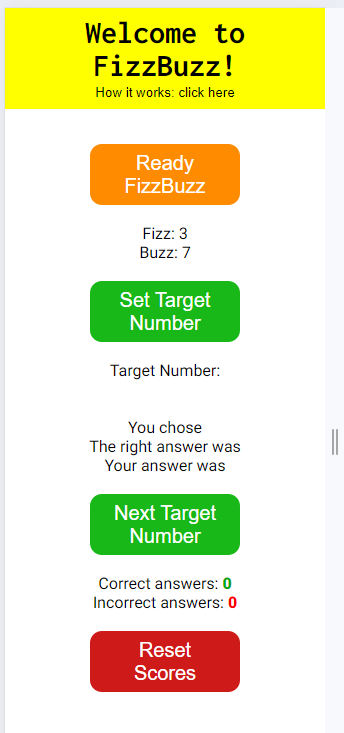 Welcome to
FizzBuzz!
How it works: click here
Ready
FizzBuzz
Fizz: 3
Buzz: 7
Set Target
Number
Target Number:
You chose
The right answer was
Your answer was
Next Target
Number
Correct answers: 0
Incorrect answers: 0
Reset
Scores